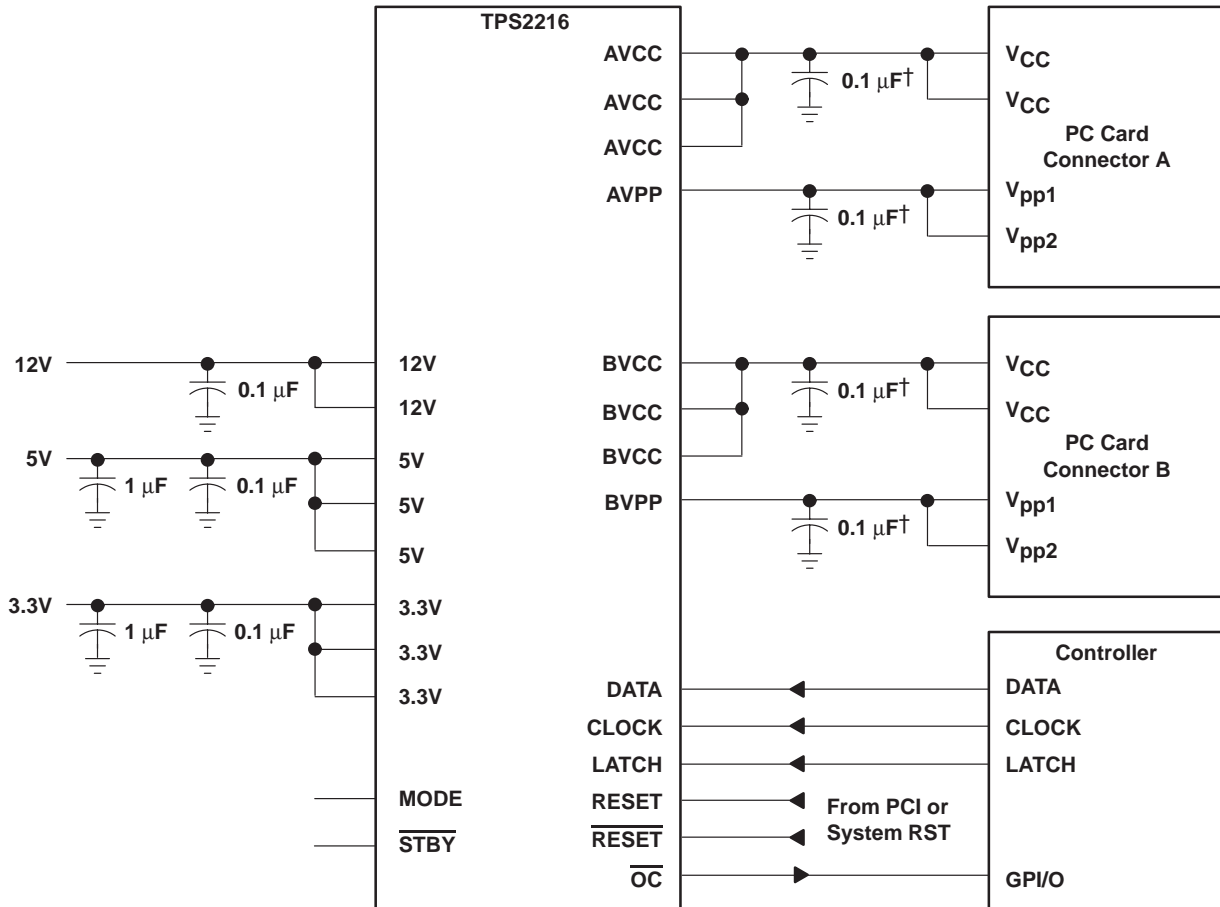 TPS2216
AVCC
AVCC
AVCC
AVPP
0.1 μF†
0.1 μF†
VCC
VCC
PC Card
Connector A
Vpp1
Vpp2
12V
0.1 μF
12V
12V
5V
1 μF
0.1 μF
5V
5V
5V
3.3V
1 μF
0.1 μF
3.3V
3.3V
3.3V
MODE
S̅T̅B̅Y̅
BVCC
BVCC
BVCC
BVPP
0.1 μF†
0.1 μF†
VCC
VCC
PC Card
Connector B
Vpp1
Vpp2
Controller
DATA
CLOCK
LATCH
RESET
R̅E̅S̅E̅T̅
O̅C̅
From PCI or
System RST
DATA
CLOCK
LATCH
GPI/O